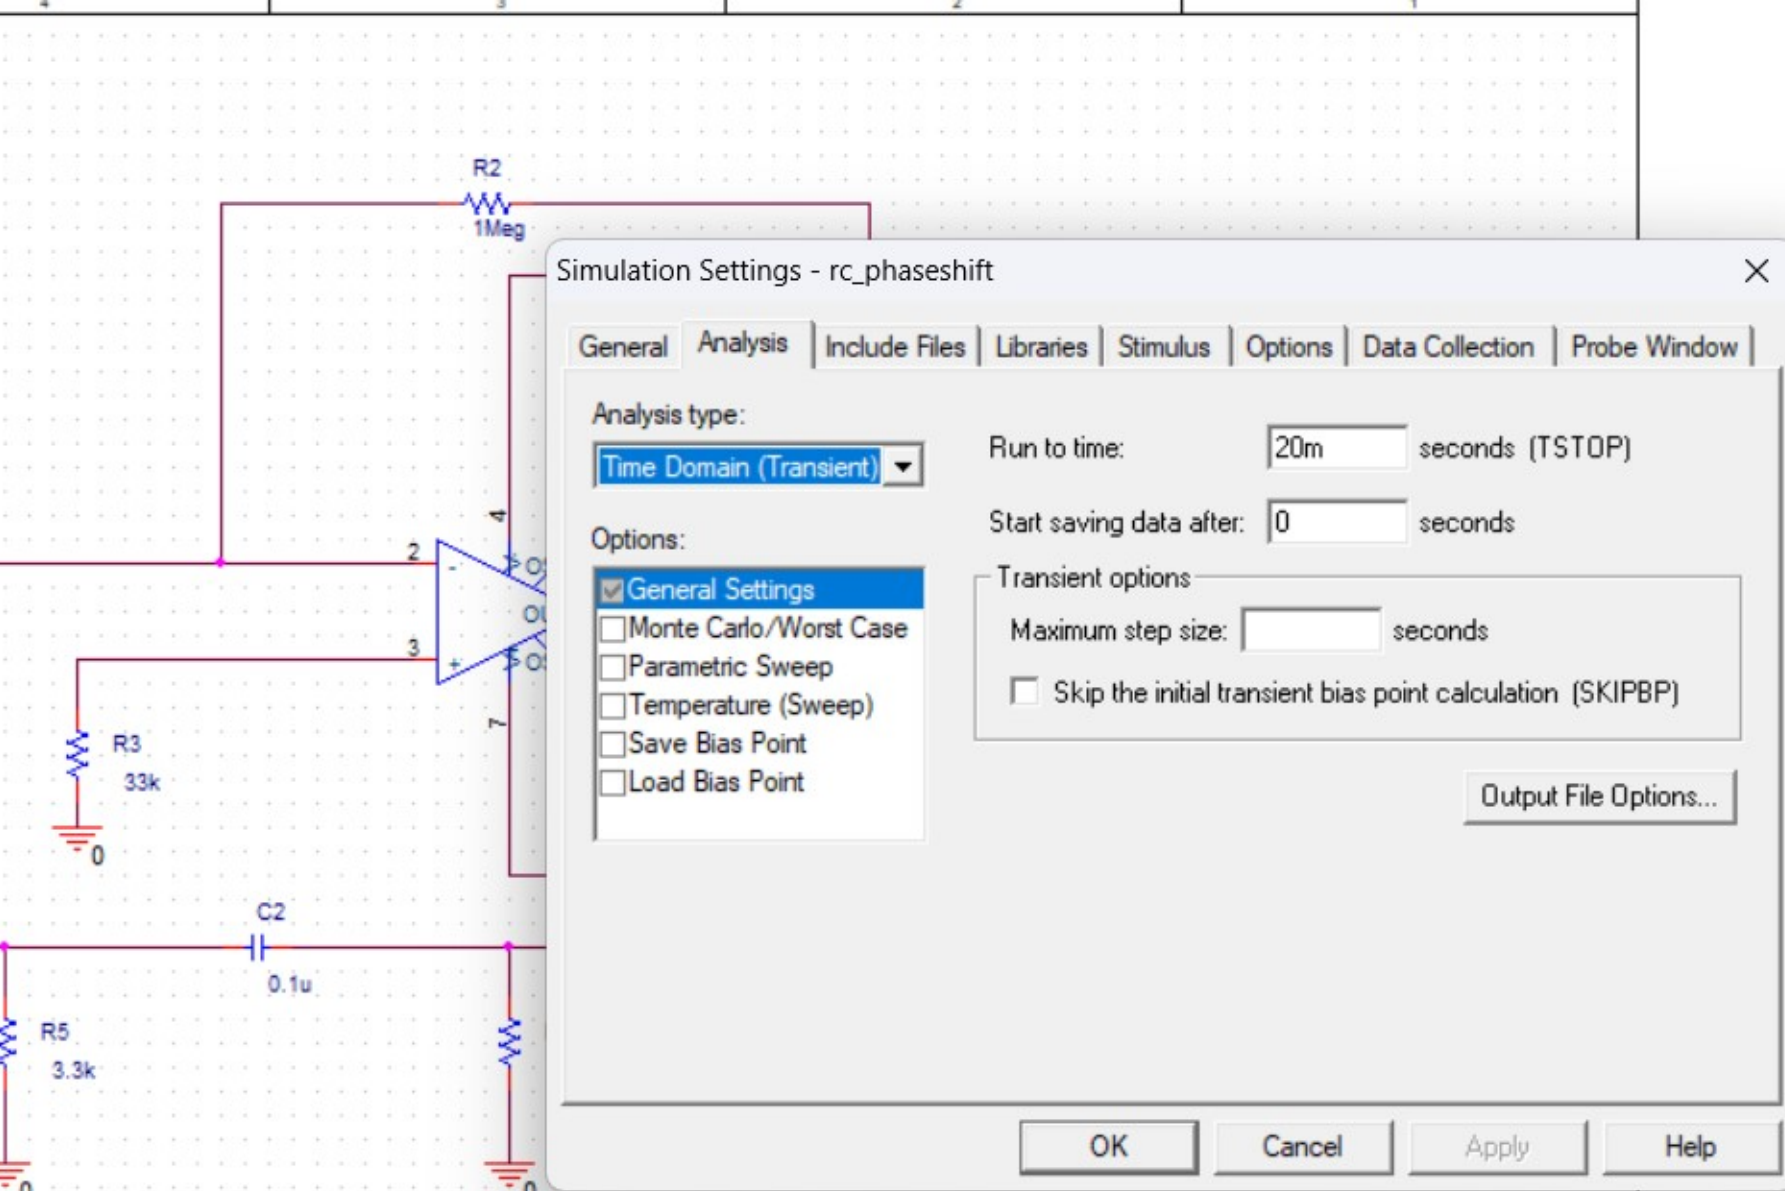 4 3 2 1
R2
1Meg
Simulation Settings - rc_phaseshift
General Analysis Include Files Libraries Stimulus Options Data Collection Probe Window
Analysis type:
Time Domain (Transient)
Run to time: 20m seconds (TSTOP)
Start saving data after: 0 seconds
Options:
General Settings
Monte Carlo/Worst Case
Parametric Sweep
Temperature (Sweep)
Save Bias Point
Load Bias Point
Transient options
Maximum step size: seconds
Skip the initial transient bias point calculation (SKIPBP)
Output File Options...
OK Cancel Apply Help
4
2
-
3
+
7
R3
33k
0
C2
0.1u
R5
3.3k